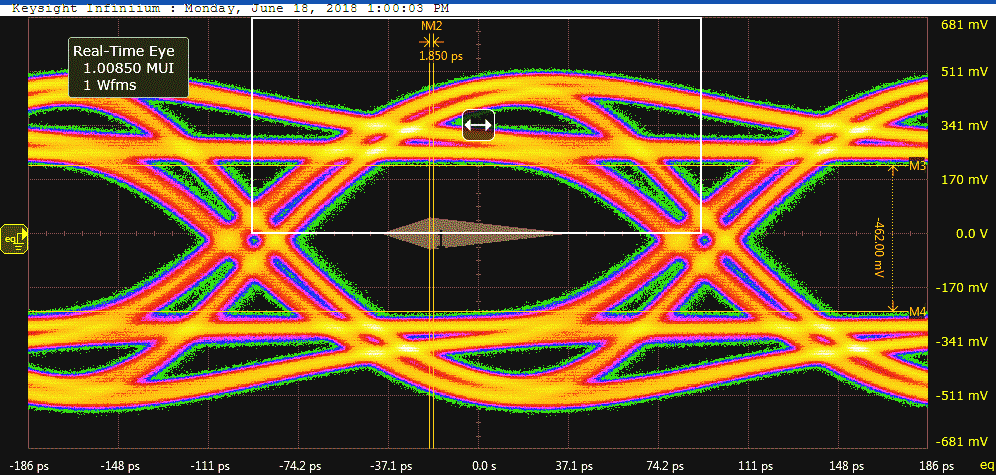 Keysight Infiniium : Monday, June 18, 2018 1:00:03 PM
Real-Time Eye
1.00850 MUI
1 Wfms
M2
1.850 ps
681 mV
511 mV
341 mV
M3
170 mV
eq
0.0 V
-462.00 mV
-170 mV
M4
-341 mV
-511 mV
-681 mV
-186 ps -148 ps -111 ps -74.2 ps -37.1 ps 0.0 s 37.1 ps 74.2 ps 111 ps 148 ps 186 ps eq